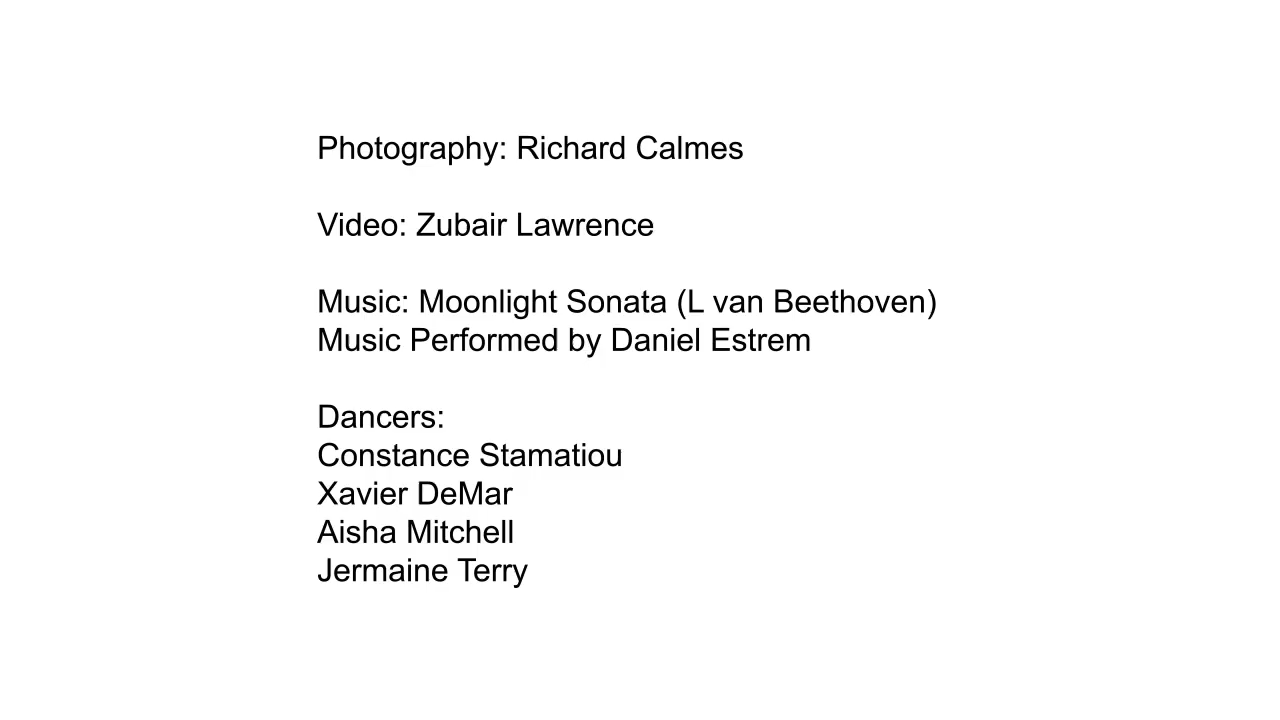 Photography: Richard Calmes
Video: Zubair Lawrence
Music: Moonlight Sonata (L van Beethoven)
Music Performed by Daniel Estrem
Dancers:
Constance Stamatiou
Xavier DeMar
Aisha Mitchell
Jermaine Terry